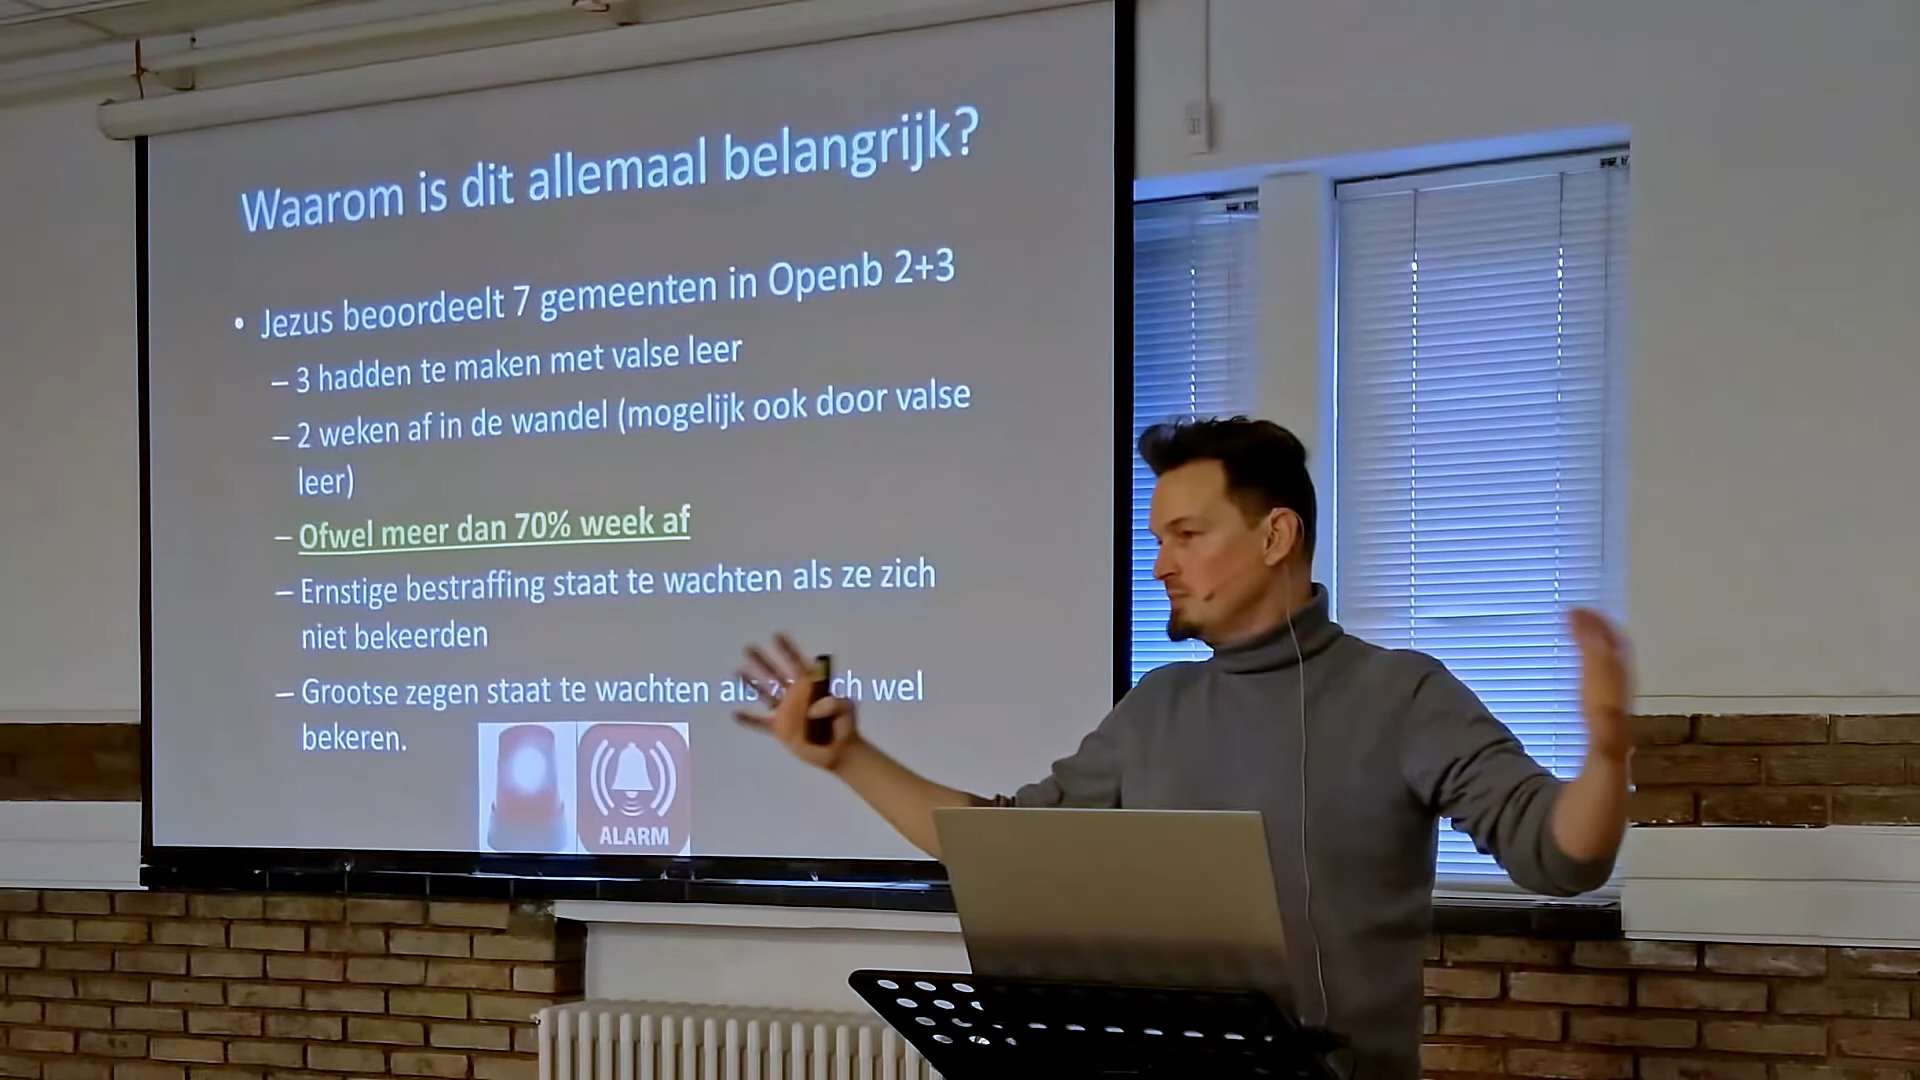 Waarom is dit allemaal belangrijk?
• Jezus beoordeelt 7 gemeenten in Openb 2+3
– 3 hadden te maken met valse leer
– 2 weken af in de wandel (mogelijk ook door valse
leer)
– Ofwel meer dan 70% week af
– Ernstige bestraffing staat te wachten als ze zich
niet bekeerden
– Grootse zegen staat te wachten wel
bekeren.
ALARM